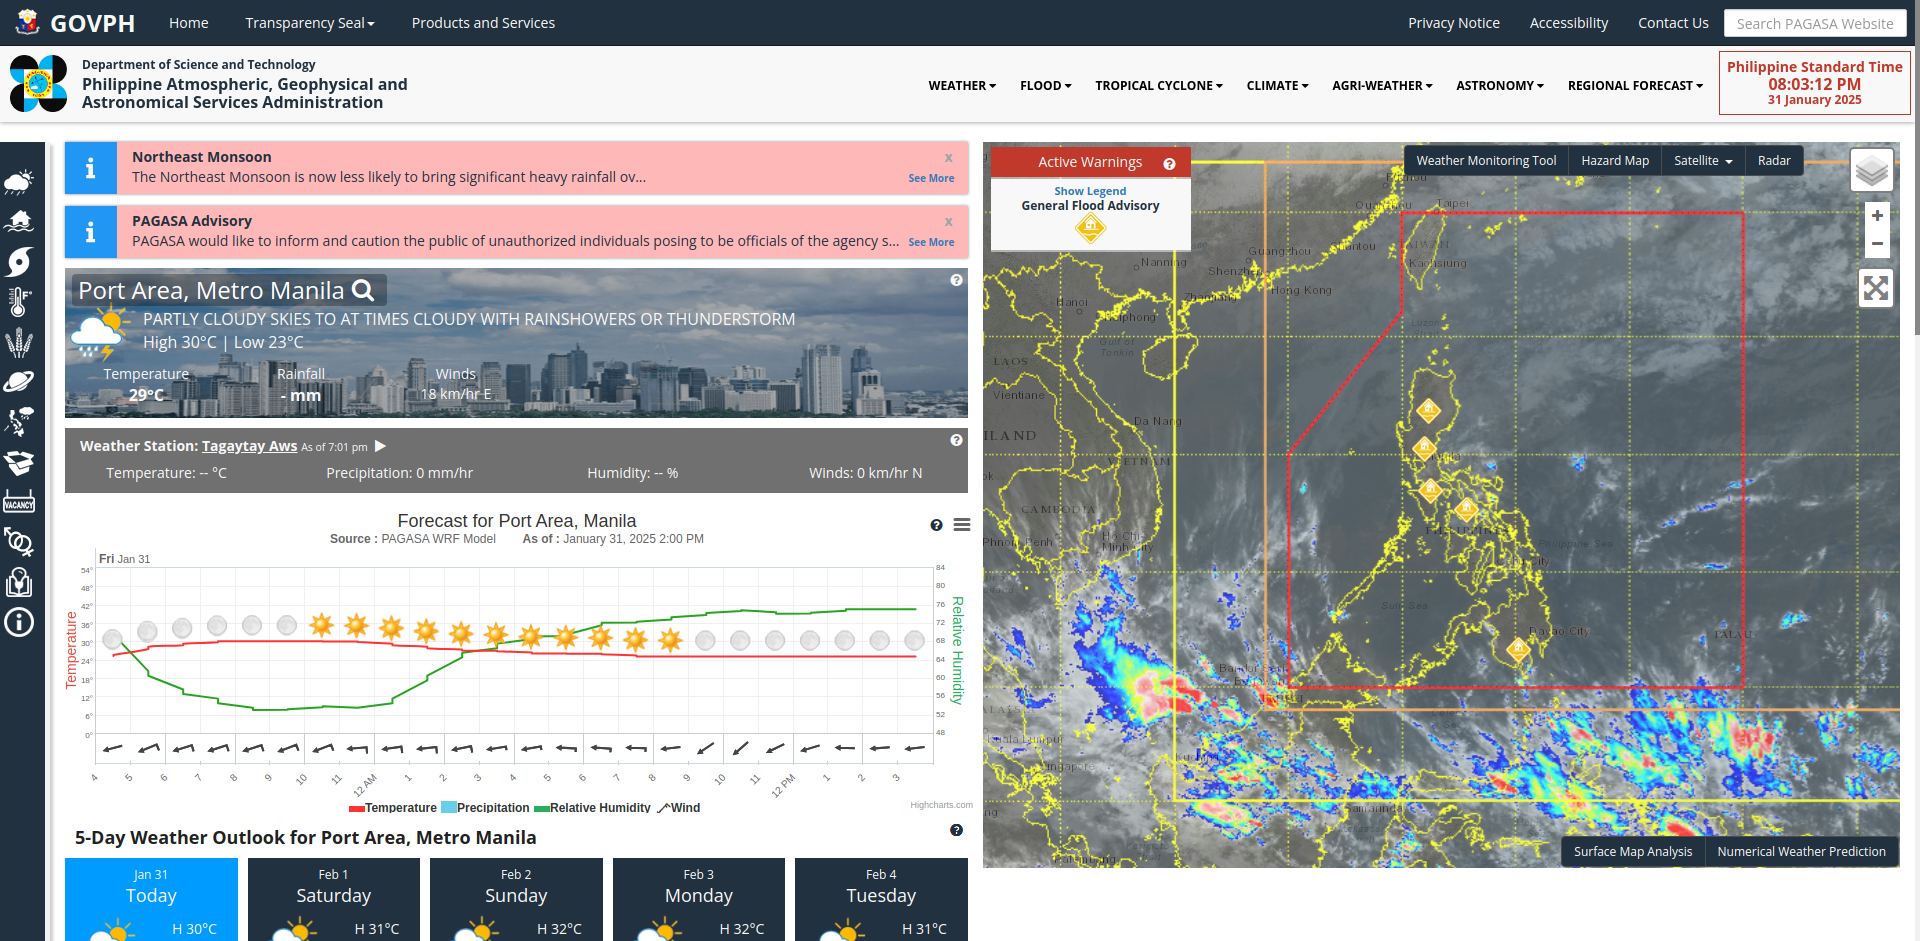 GOVPH
Home
Transparency Seal
Products and Services
Privacy Notice
Accessibility
Contact Us
Search PAGASA Website
Department of Science and Technology
Philippine Atmospheric, Geophysical and
Astronomical Services Administration
WEATHER
FLOOD
TROPICAL CYCLONE
CLIMATE
AGRI-WEATHER
ASTRONOMY
REGIONAL FORECAST
Philippine Standard Time
08:03:12 PM
31 January 2025
VACANCY
Northeast Monsoon
x
The Northeast Monsoon is now less likely to bring significant heavy rainfall ov...
See More
PAGASA Advisory
x
PAGASA would like to inform and caution the public of unauthorized individuals posing to be officials of the agency s...
See More
Port Area, Metro Manila
PARTLY CLOUDY SKIES TO AT TIMES CLOUDY WITH RAINSHOWERS OR THUNDERSTORM
High 30°C | Low 23°C
Temperature
29°C
Rainfall
- mm
Winds
18 km/hr E
Weather Station: Tagaytay Aws As of 7:01 pm
Temperature: -- °C
Precipitation: 0 mm/hr
Humidity: -- %
Winds: 0 km/hr N
Forecast for Port Area, Manila
Source : PAGASA WRF Model As of : January 31, 2025 2:00 PM
Fri Jan 31
Temperature
54°
48°
42°
36°
30°
24°
18°
12°
6°
0°
84
80
76
72
68
64
60
56
52
48
Relative Humidity
4 5 6 7 8 9 10 11 12 AM 1 2 3 4 5 6 7 8 9 10 11 12 PM 1 2 3
Temperature Precipitation Relative Humidity Wind
Highcharts.com
5-Day Weather Outlook for Port Area, Metro Manila
Jan 31
Today
H 30°C
Feb 1
Saturday
H 31°C
Feb 2
Sunday
H 32°C
Feb 3
Monday
H 32°C
Feb 4
Tuesday
H 31°C
Active Warnings
Show Legend
General Flood Advisory
Weather Monitoring Tool
Hazard Map
Satellite
Radar
+
−
Taipei
TAIWAN
Kaohsiung
Guangzhou
Shenzhen
Hong Kong
Nanning
Zhanjiang
Hanoi
Haiphong
Gulf of
Tonkin
LAOS
Vientiane
Da Nang
VIETNAM
CAMBODIA
Phnom Penh
Ho Chi
Minh City
Luzon
Philippine Sea
Sulu Sea
Davao City
PALAU
Kuala Lumpur
Singapore
Samarinda
Surface Map Analysis
Numerical Weather Prediction